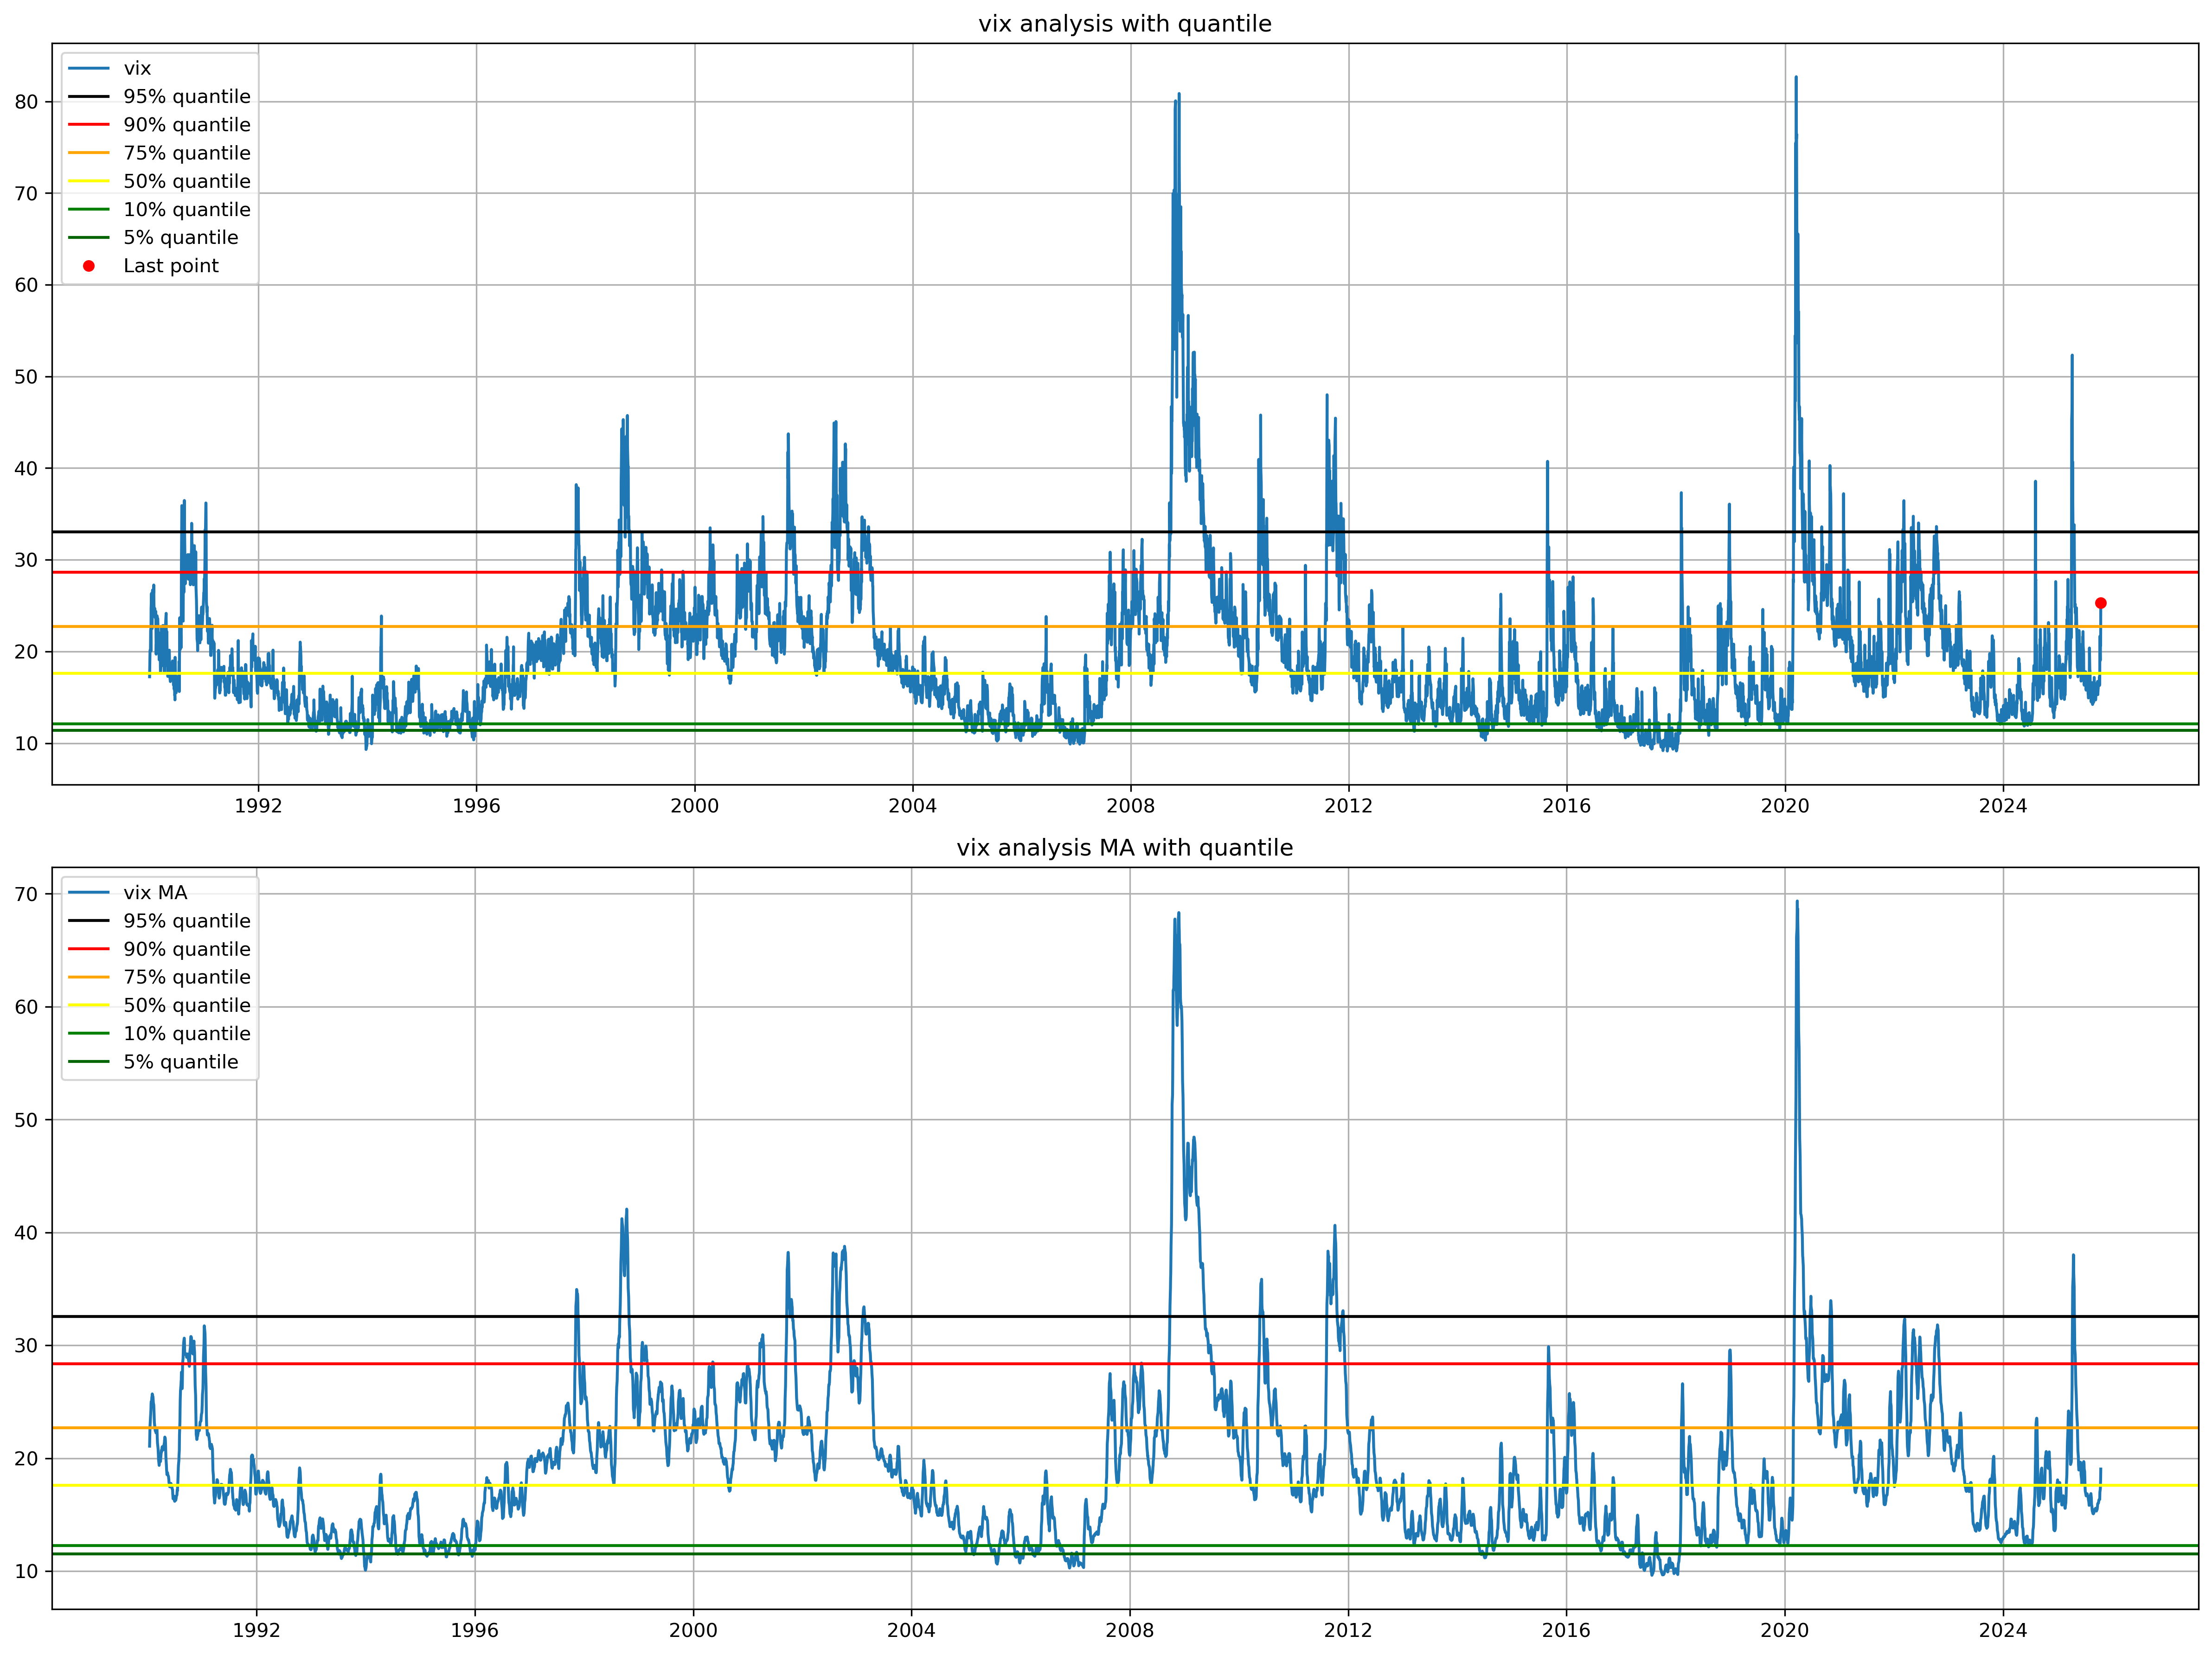 vix analysis with quantile
vix
95% quantile
90% quantile
75% quantile
50% quantile
10% quantile
5% quantile
Last point
80
70
60
50
40
30
20
10
1992 1996 2000 2004 2008 2012 2016 2020 2024
vix analysis MA with quantile
vix MA
95% quantile
90% quantile
75% quantile
50% quantile
10% quantile
5% quantile
70
60
50
40
30
20
10
1992 1996 2000 2004 2008 2012 2016 2020 2024